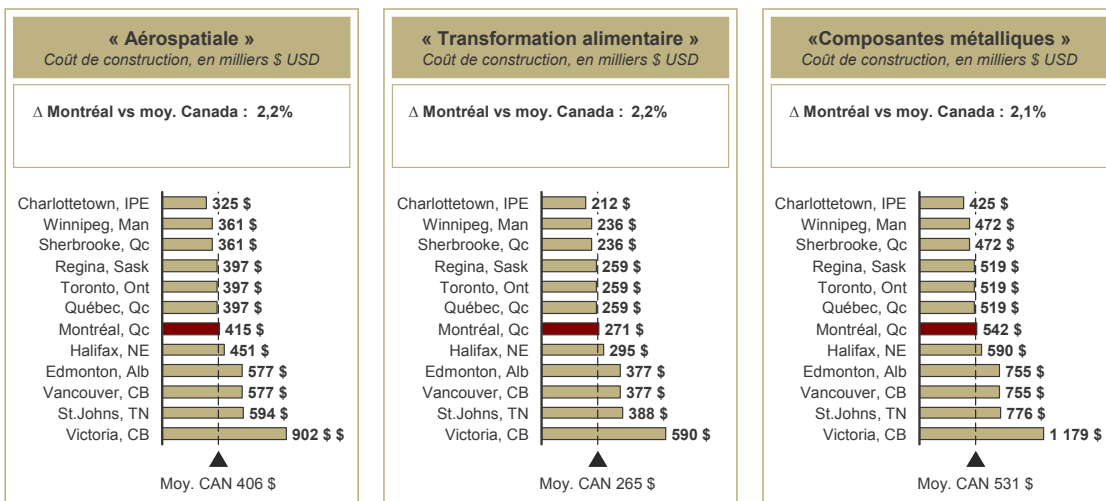 « Aérospatiale »
Coût de construction, en milliers $ USD
∆ Montréal vs moy. Canada : 2,2%
Charlottetown, IPE 325 $
Winnipeg, Man 361 $
Sherbrooke, Qc 361 $
Regina, Sask 397 $
Toronto, Ont 397 $
Québec, Qc 397 $
Montréal, Qc 415 $
Halifax, NE 451 $
Edmonton, Alb 577 $
Vancouver, CB 577 $
St.Johns, TN 594 $
Victoria, CB 902 $ $
Moy. CAN 406 $
« Transformation alimentaire »
Coût de construction, en milliers $ USD
∆ Montréal vs moy. Canada : 2,2%
Charlottetown, IPE 212 $
Winnipeg, Man 236 $
Sherbrooke, Qc 236 $
Regina, Sask 259 $
Toronto, Ont 259 $
Québec, Qc 259 $
Montréal, Qc 271 $
Halifax, NE 295 $
Edmonton, Alb 377 $
Vancouver, CB 377 $
St.Johns, TN 388 $
Victoria, CB 590 $
Moy. CAN 265 $
«Composantes métalliques »
Coût de construction, en milliers $ USD
∆ Montréal vs moy. Canada : 2,1%
Charlottetown, IPE 425 $
Winnipeg, Man 472 $
Sherbrooke, Qc 472 $
Regina, Sask 519 $
Toronto, Ont 519 $
Québec, Qc 519 $
Montréal, Qc 542 $
Halifax, NE 590 $
Edmonton, Alb 755 $
Vancouver, CB 755 $
St.Johns, TN 776 $
Victoria, CB 1 179 $
Moy. CAN 531 $